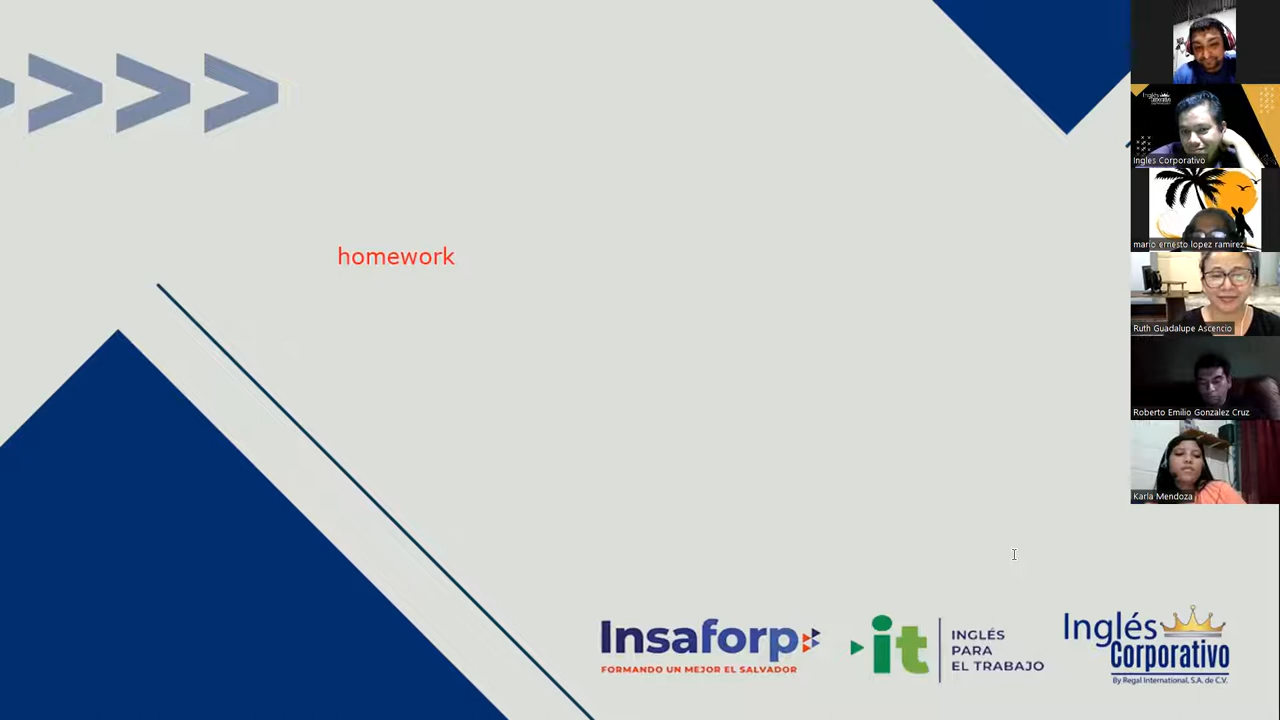 homework
Inglés Corporativo
mario ernesto lopez ramirez
Ruth Guadalupe Ascencio
Roberto Emilio Gonzalez Cruz
Karla Mendoza
Insaforp
FORMANDO UN MEJOR EL SALVADOR
it
INGLÉS
PARA
EL TRABAJO
Inglés
Corporativo
By Regal International, S.A. de C.V.